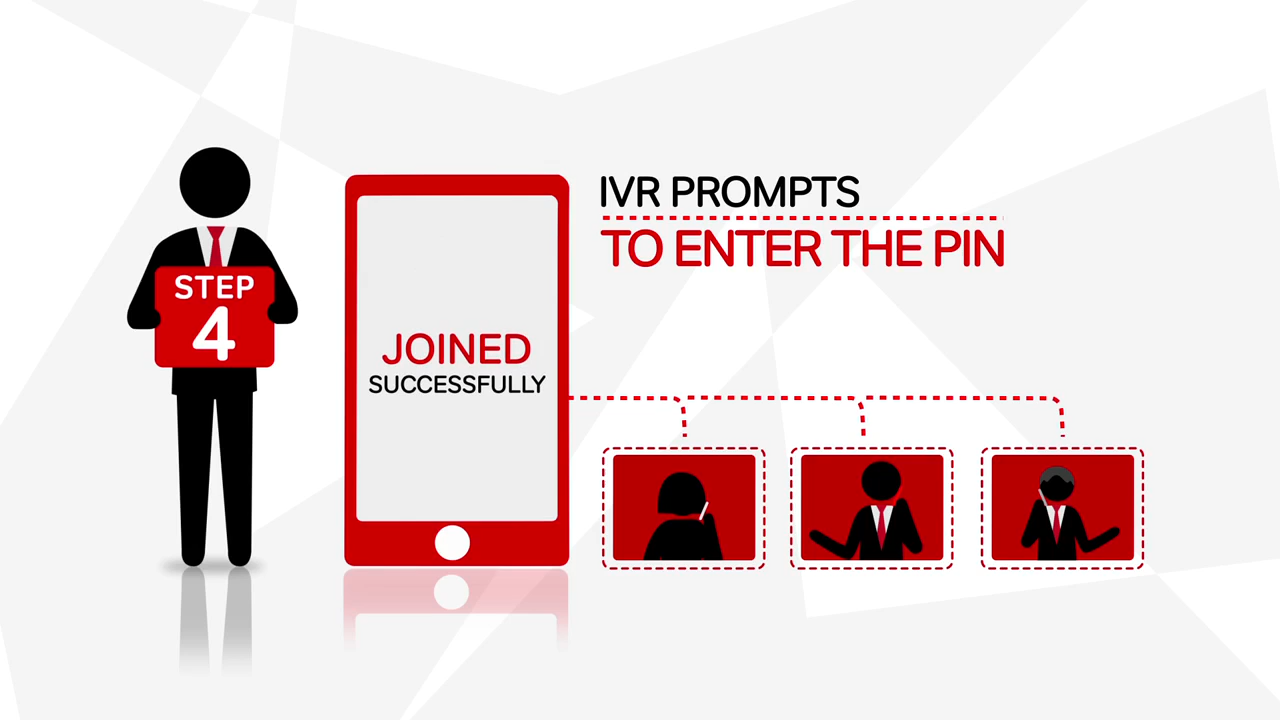 STEP
4
JOINED
SUCCESSFULLY
IVR PROMPTS
TO ENTER THE PIN